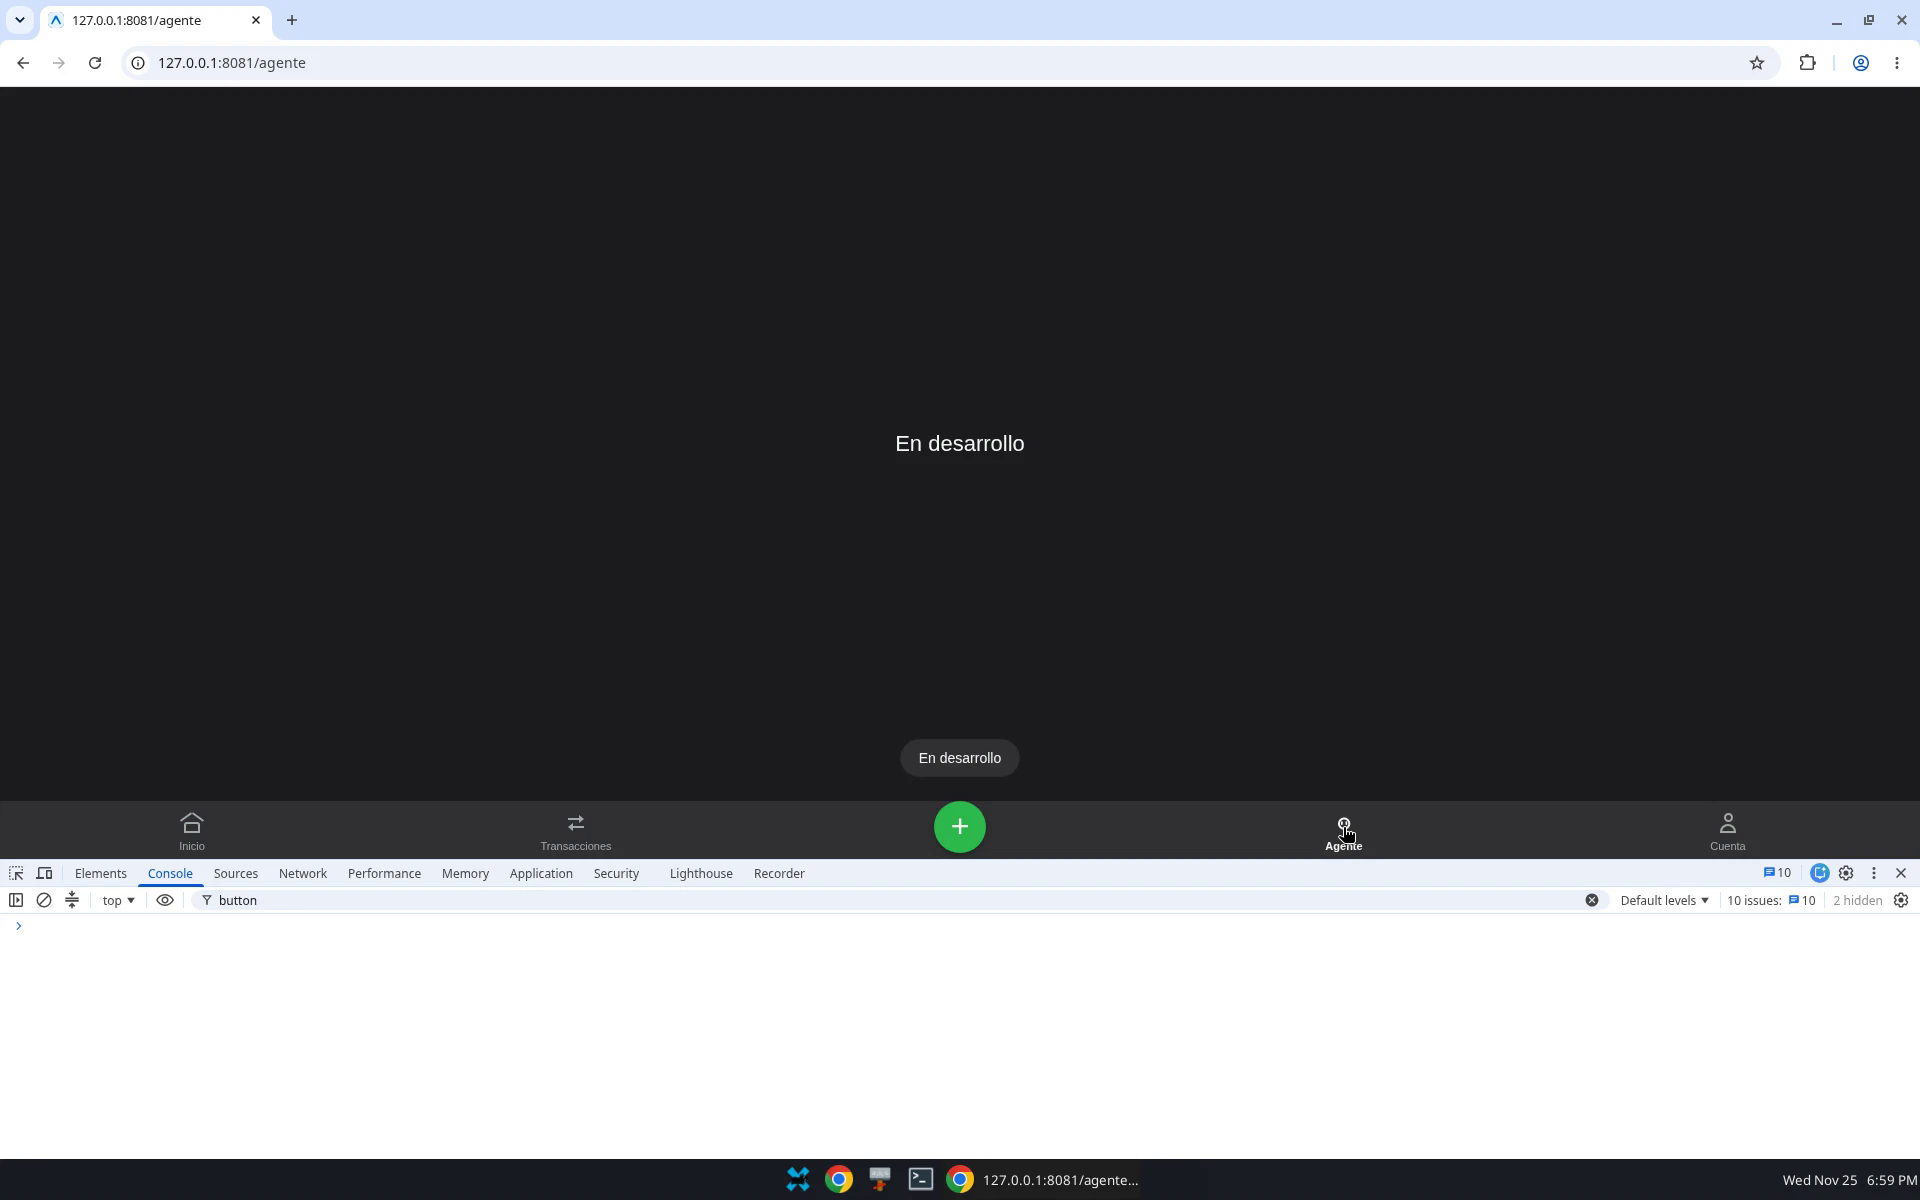 127.0.0.1:8081/agente
127.0.0.1:8081/agente
En desarrollo
En desarrollo
Inicio
Transacciones
+
Agente
Cuenta
Elements Console Sources Network Performance Memory Application Security Lighthouse Recorder 10
top button Default levels 10 issues: 10 2 hidden
127.0.0.1:8081/agente... Wed Nov 25 6:59 PM